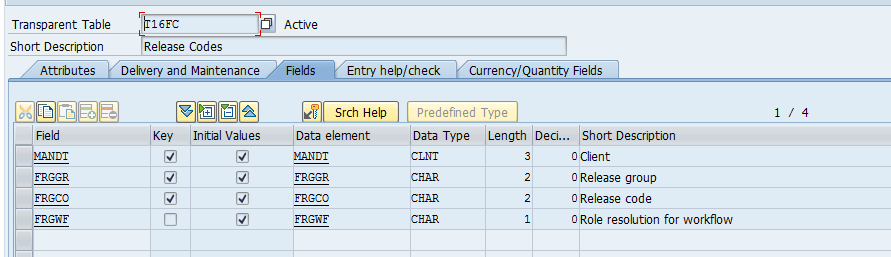 Transparent Table T16FC Active
Short Description Release Codes
Attributes Delivery and Maintenance Fields Entry help/check Currency/Quantity Fields
Srch Help Predefined Type 1 / 4
Field Key Initial Values Data element Data Type Length Deci... Short Description
MANDT MANDT CLNT 3 0 Client
FRGGR FRGGR CHAR 2 0 Release group
FRGCO FRGCO CHAR 2 0 Release code
FRGWF FRGWF CHAR 1 0 Role resolution for workflow